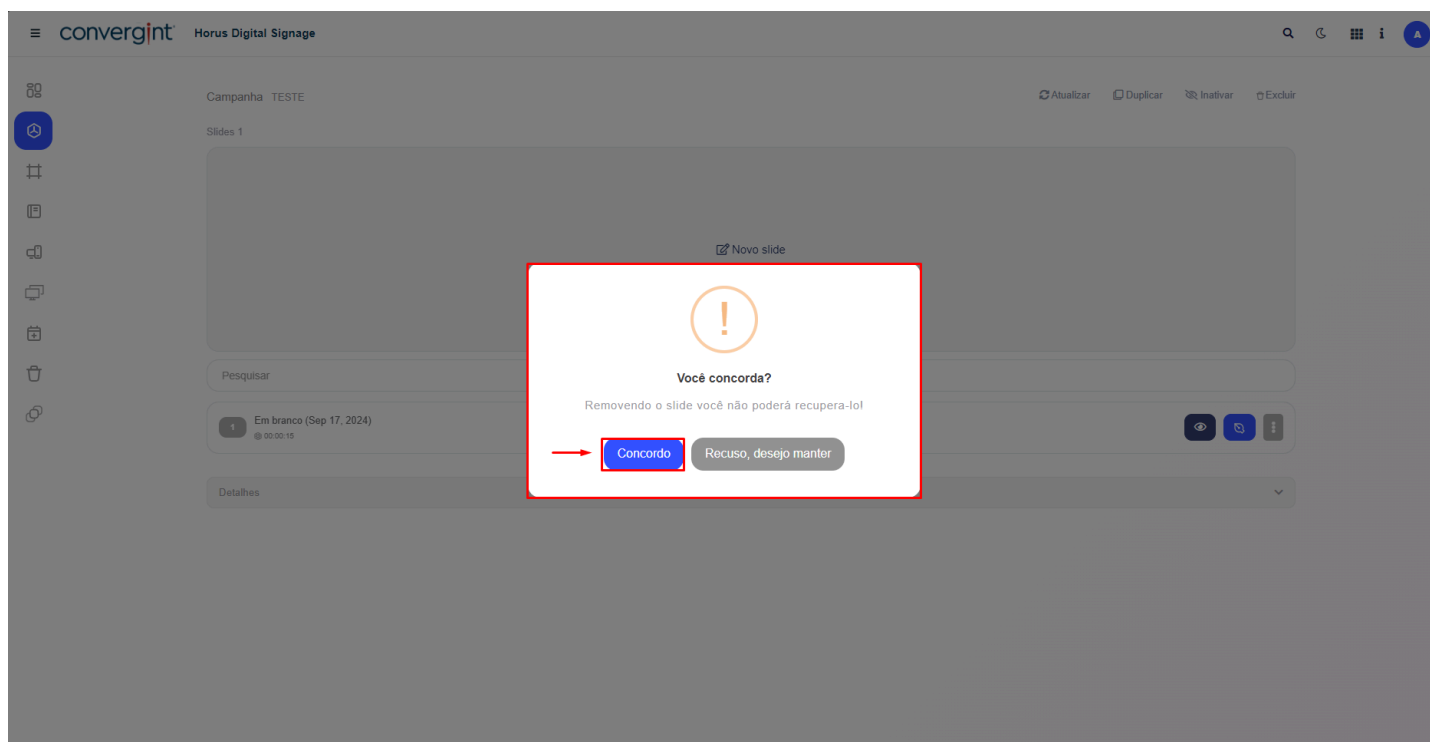 convergint Horus Digital Signage
A
Campanha TESTE
Atualizar Duplicar Inativar Excluir
Slides 1
Novo slide
!
Você concorda?
Removendo o slide você não poderá recupera-lo!
Concordo Recuso, desejo manter
Pesquisar
1 Em branco (Sep 17, 2024)
00:00:15
Detalhes